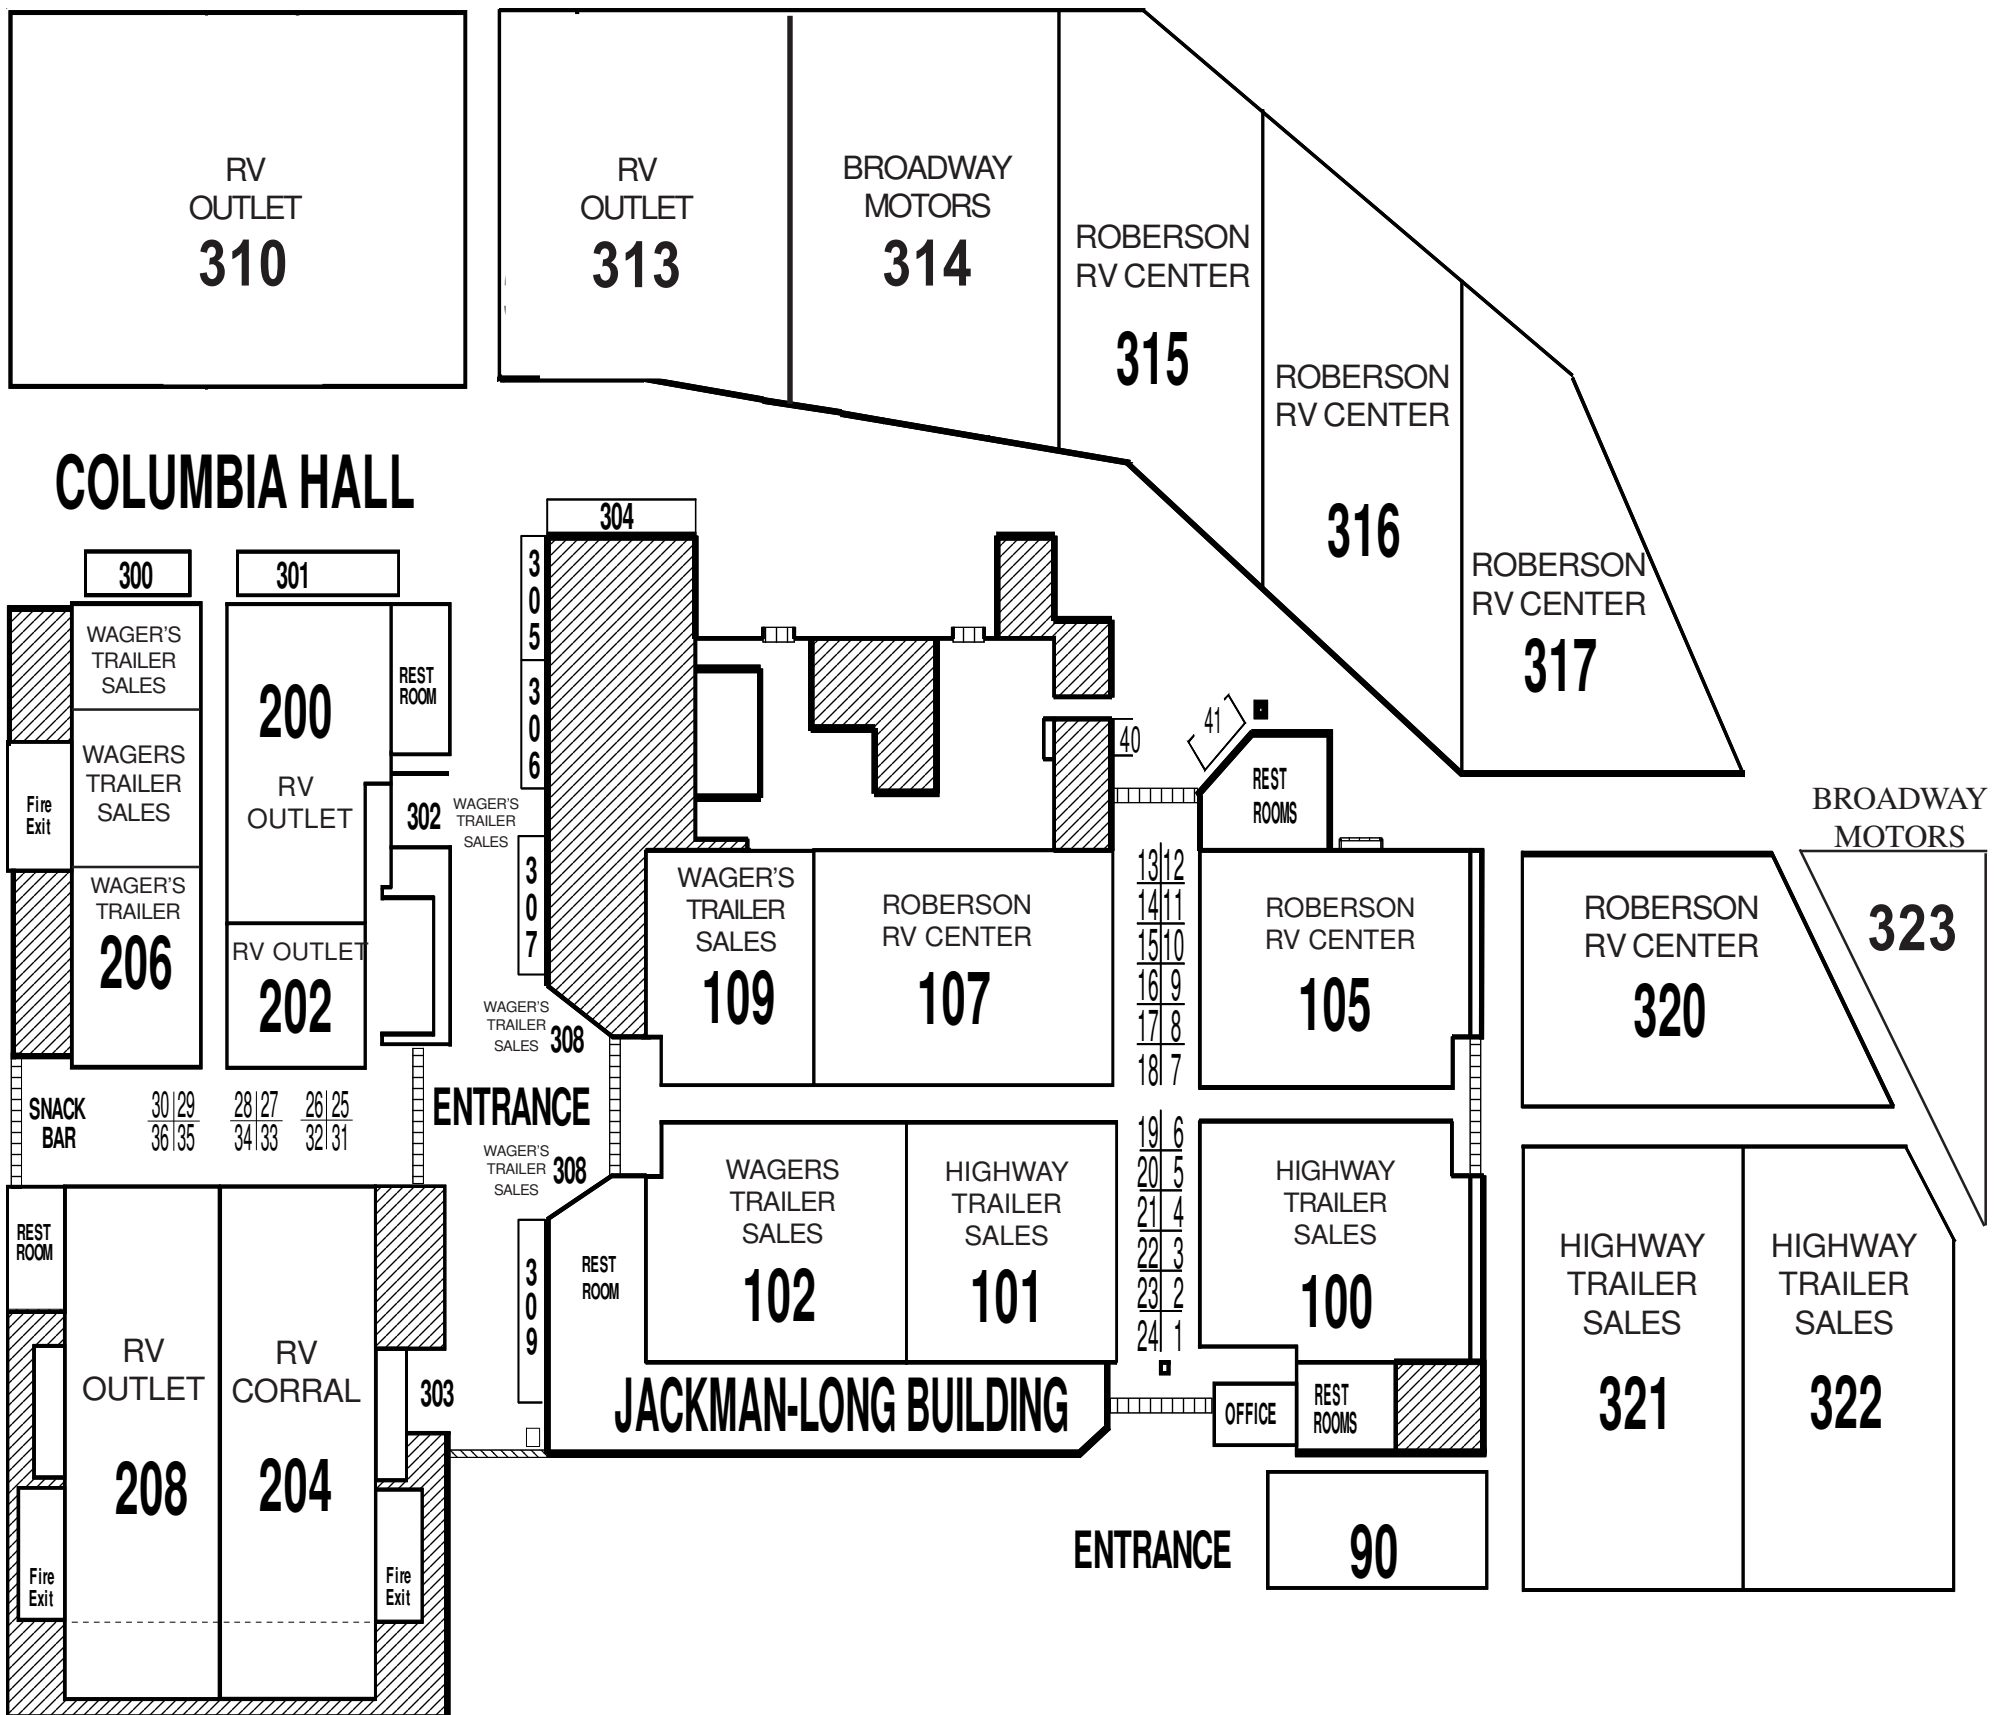 RV
OUTLET
310
RV
OUTLET
313
BROADWAY
MOTORS
314
ROBERSON
RV CENTER
315
ROBERSON
RV CENTER
316
ROBERSON
RV CENTER
317
COLUMBIA HALL
300
301
304
305
306
307
WAGER'S
TRAILER
SALES
WAGERS
TRAILER
SALES
WAGER'S
TRAILER
206
Fire
Exit
200
RV
OUTLET
REST
ROOM
302
WAGER'S
TRAILER
SALES
RV OUTLET
202
40
41
REST
ROOMS
BROADWAY
MOTORS
323
WAGER'S
TRAILER
SALES
109
ROBERSON
RV CENTER
107
13 12
14 11
15 10
16 9
17 8
18 7
ROBERSON
RV CENTER
105
ROBERSON
RV CENTER
320
WAGER'S
TRAILER
SALES 308
ENTRANCE
WAGER'S
TRAILER
SALES 308
SNACK
BAR
30 29
36 35
28 27
34 33
26 25
32 31
REST
ROOM
RV
OUTLET
208
RV
CORRAL
204
303
Fire
Exit
Fire
Exit
309
REST
ROOM
WAGERS
TRAILER
SALES
102
HIGHWAY
TRAILER
SALES
101
19 6
20 5
21 4
22 3
23 2
24 1
HIGHWAY
TRAILER
SALES
100
HIGHWAY
TRAILER
SALES
321
HIGHWAY
TRAILER
SALES
322
JACKMAN-LONG BUILDING
OFFICE
REST
ROOMS
ENTRANCE
90